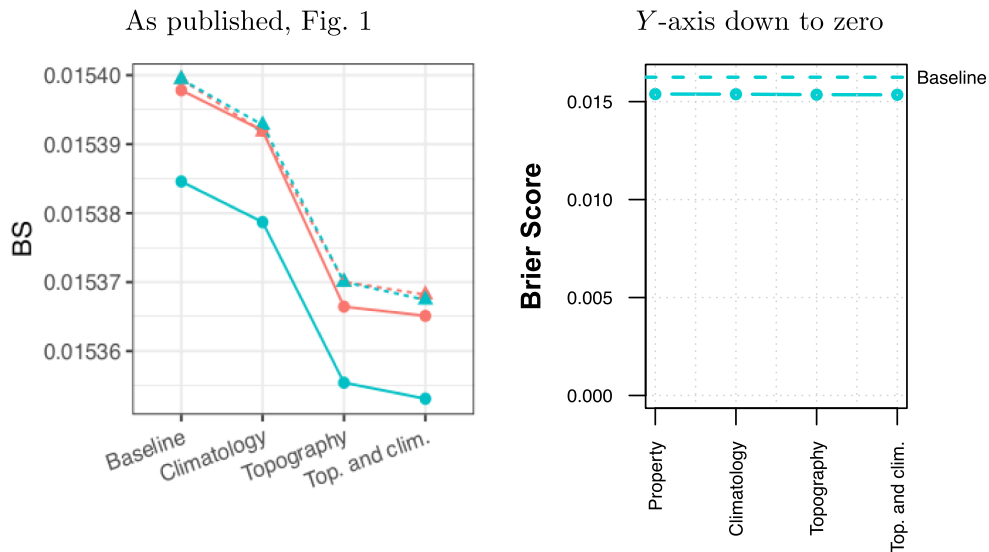 As published, Fig. 1
Y-axis down to zero
BS
0.01540
0.01539
0.01538
0.01537
0.01536
Baseline
Climatology
Topography
Top. and clim.
Brier Score
0.015
0.010
0.005
0.000
Baseline
Property
Climatology
Topography
Top. and clim.